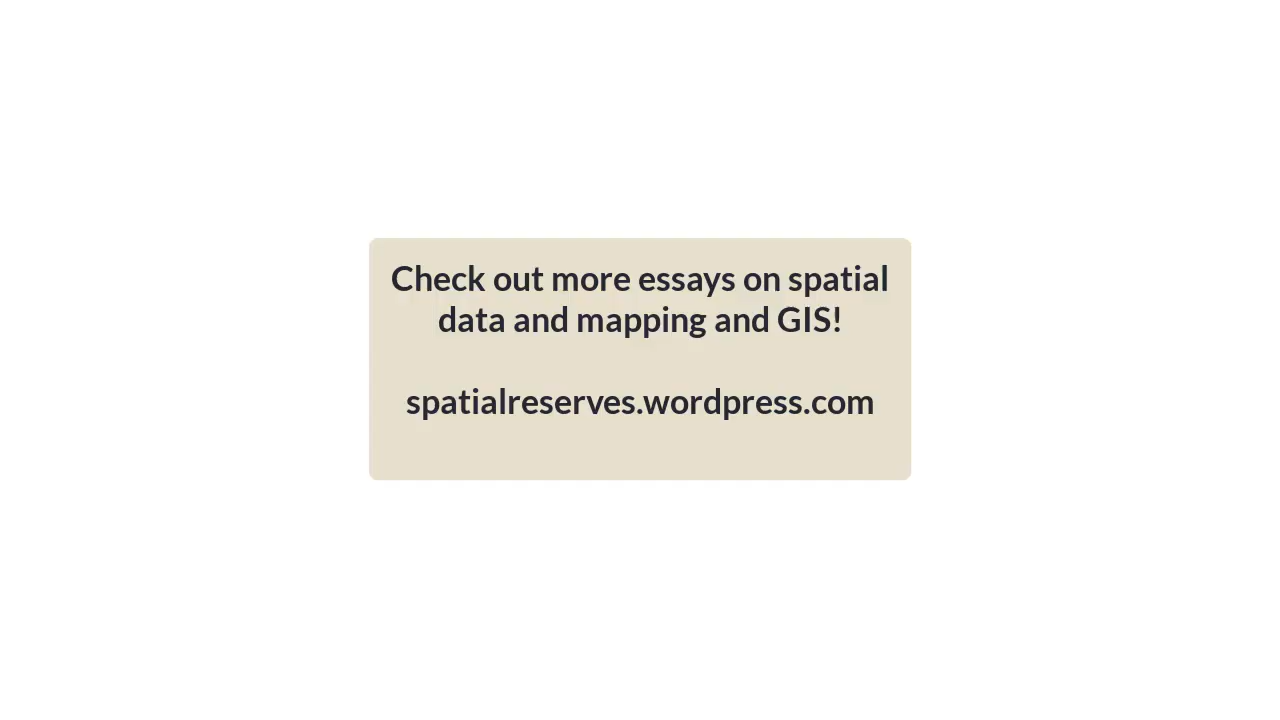 Check out more essays on spatial
data and mapping and GIS!
spatialreserves.wordpress.com